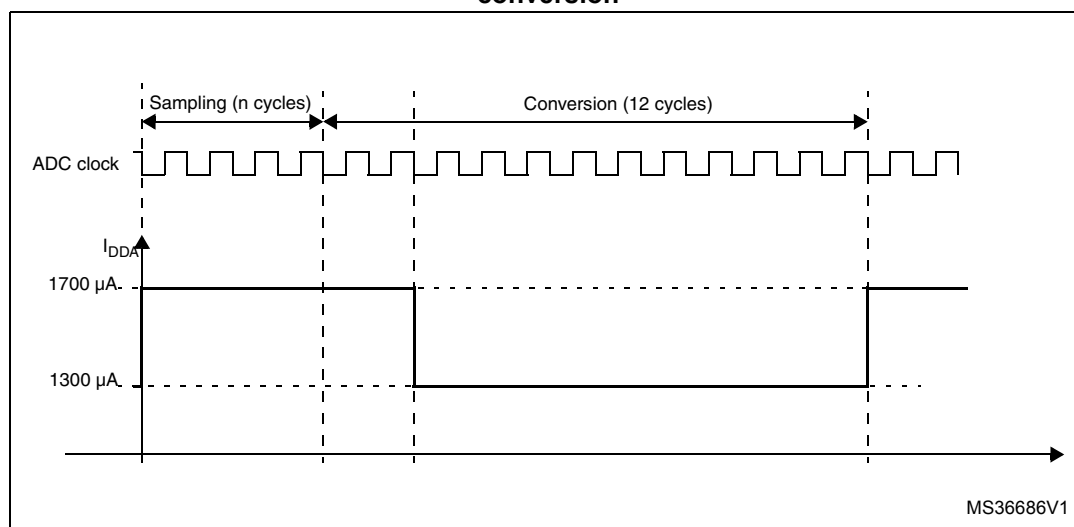 conversion
Sampling (n cycles)
Conversion (12 cycles)
ADC clock
IDDA
1700 µA
1300 µA
MS36686V1